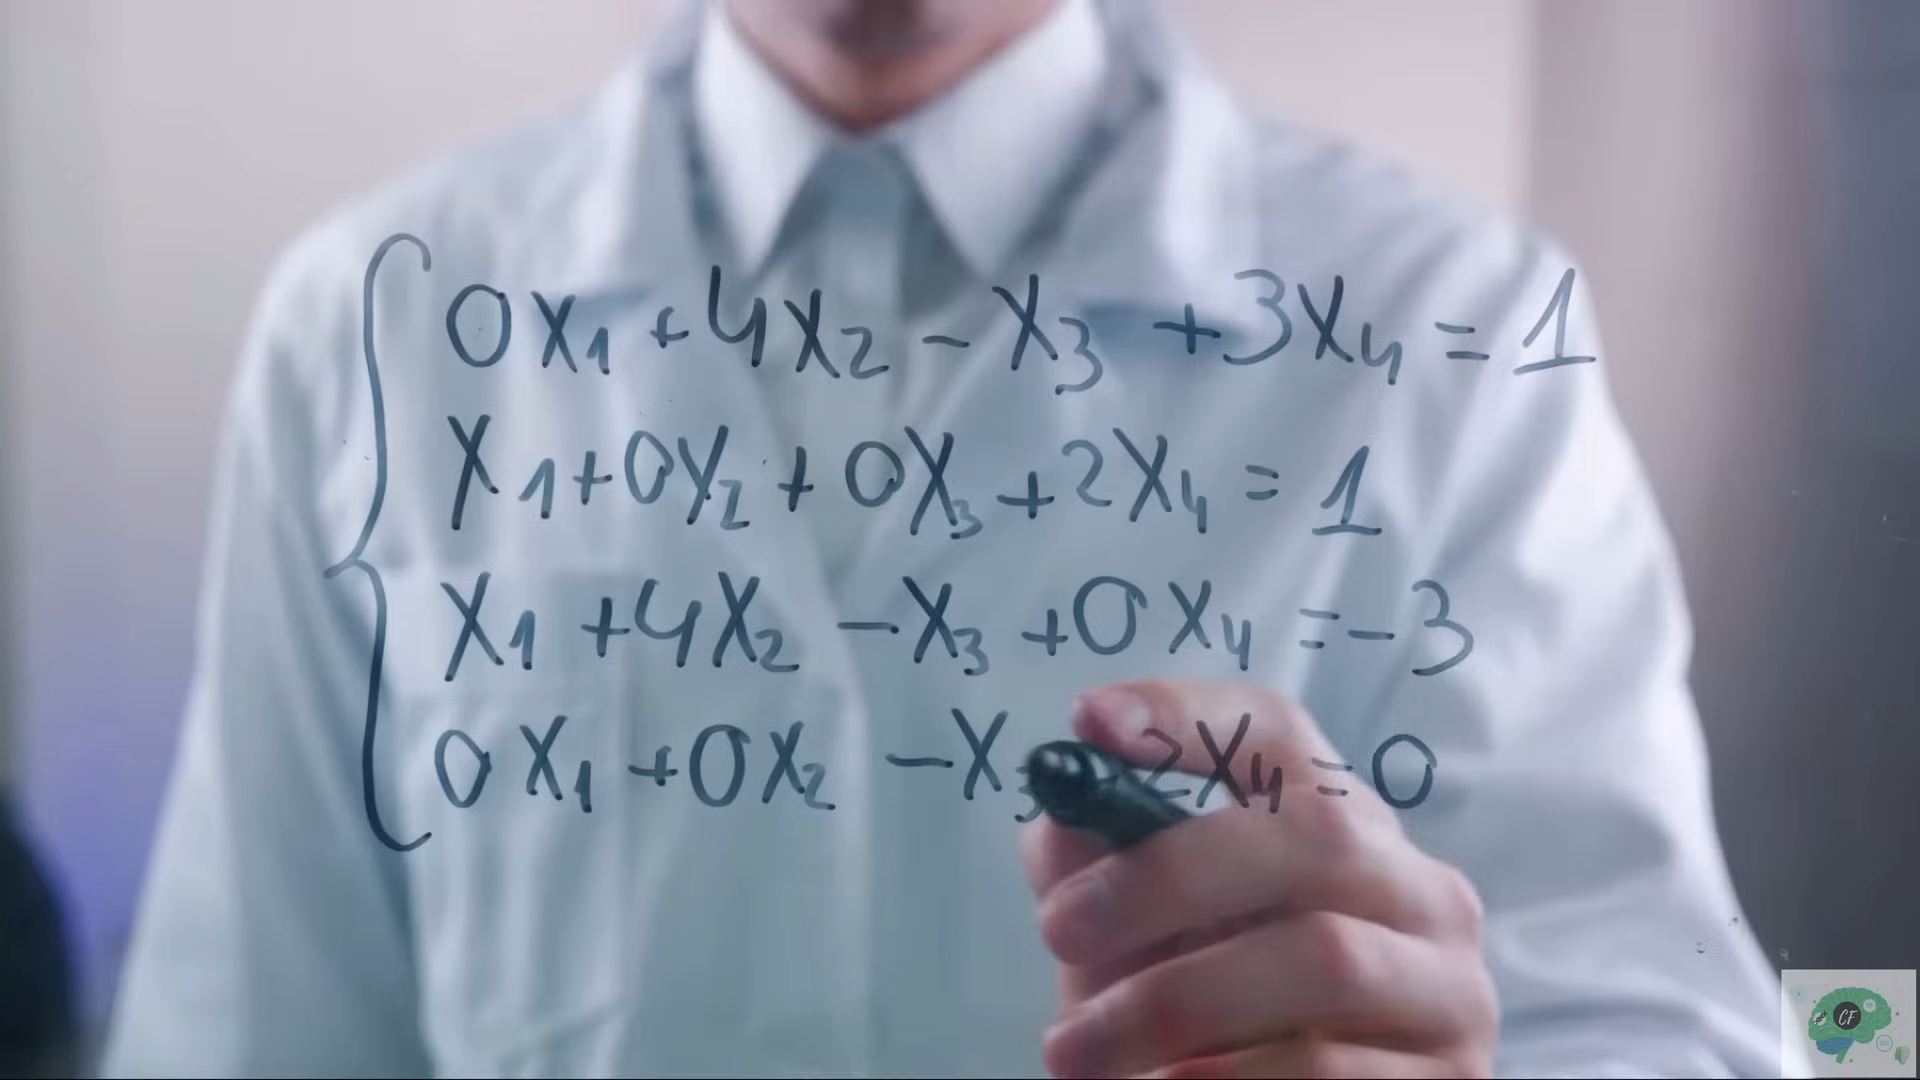 0x₁ + 4x₂ - x₃ + 3x₄ = 1
x₁ + 0x₂ + 0x₃ + 2x₄ = 1
x₁ + 4x₂ - x₃ + 0x₄ = -3
0x₁ + 0x₂ - x₃ 2x₄ = 0
CF